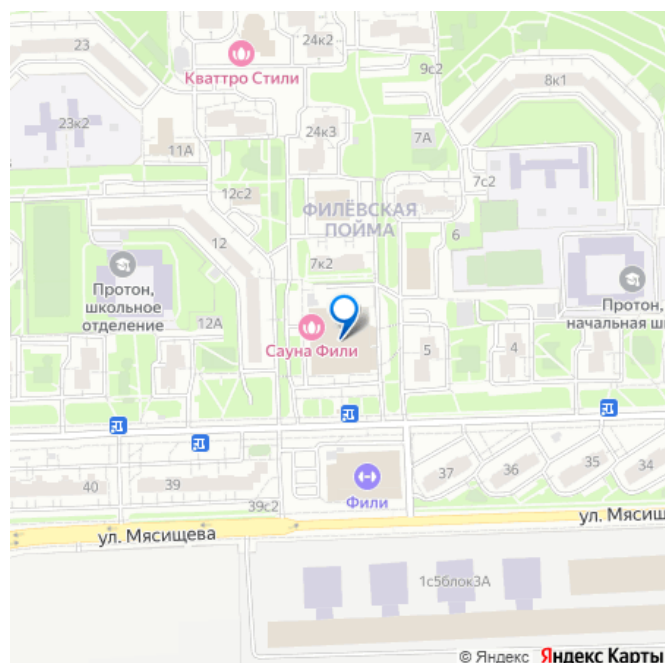 23
24к2
Кваттро Стили
9с2
8к1
23к2
11А
24к3
7А
12с2
7с2
ФИЛЁВСКАЯ
ПОЙМА
12
6
7к2
Протон,
школьное
отделение
Протон,
начальная ш
12А
Сауна Фили
5
4
40
39
37
36
35
34
Фили
39с2
ул. Мясищева
ул. Мясищ
1с5блок3А
© Яндекс Яндекс Карты